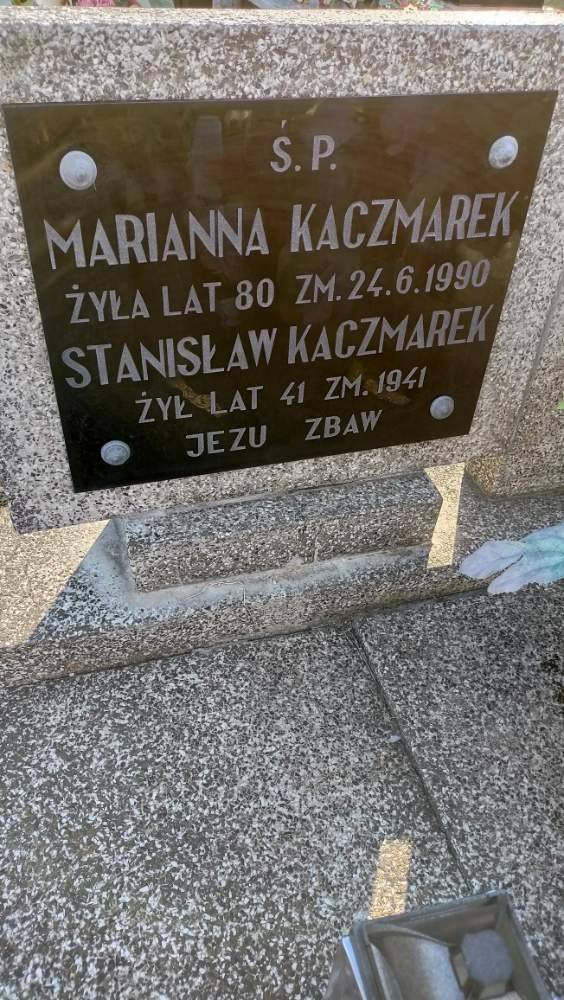 Ś. P.
MARIANNA KACZMAREK
ŻYŁA LAT 80 ZM. 24.6.1990
STANISŁAW KACZMAREK
ŻYŁ LAT 41 ZM. 1941
JEZU ZBAW